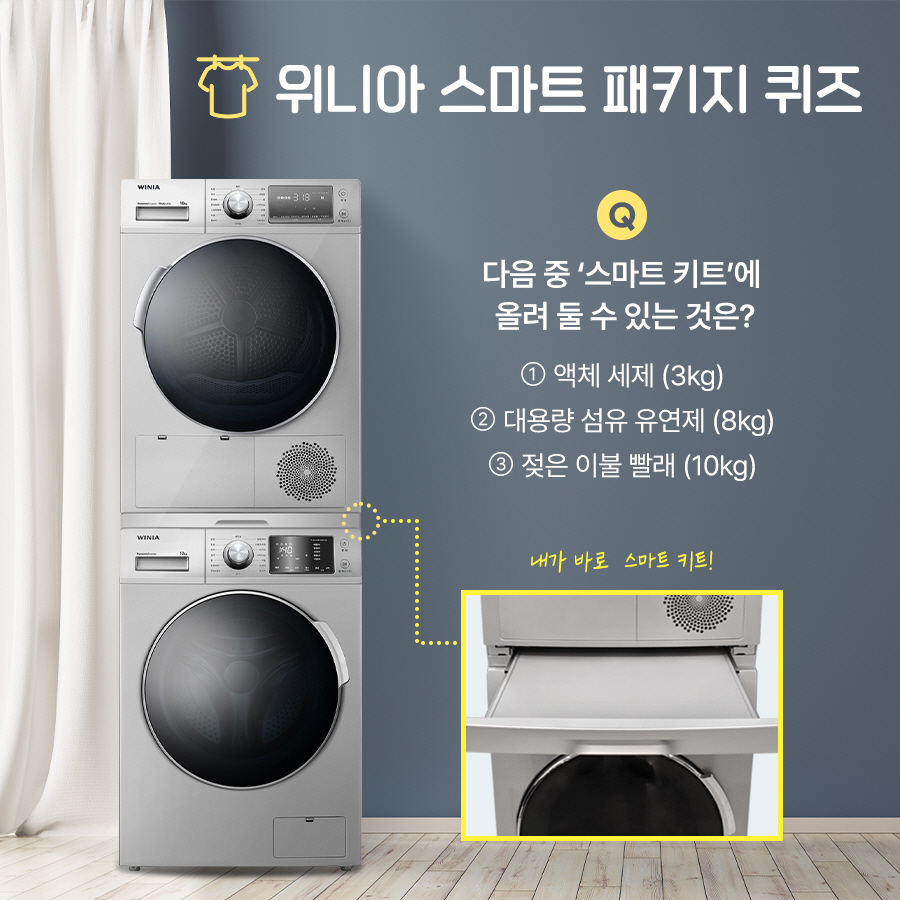 위니아 스마트 패키지 퀴즈
WINIA
10kg
318
Q
다음 중 ‘스마트 키트’에
올려 둘 수 있는 것은?
① 액체 세제 (3kg)
② 대용량 섬유 유연제 (8kg)
③ 젖은 이불 빨래 (10kg)
WINIA
12kg
내가 바로 스마트 키트!